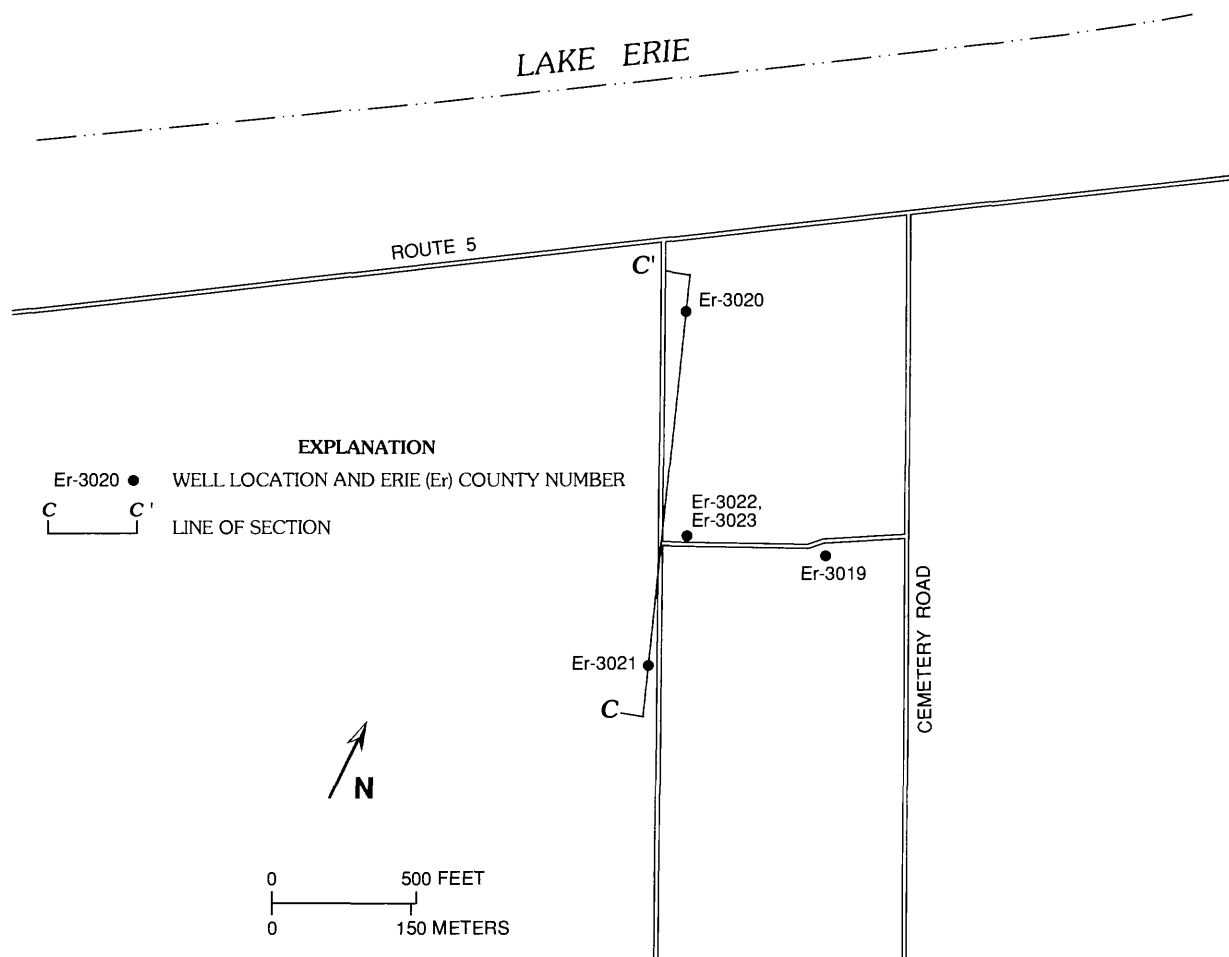 LAKE ERIE
ROUTE 5
C'
Er-3020
EXPLANATION
Er-3020 ● WELL LOCATION AND ERIE (Er) COUNTY NUMBER
C C'
LINE OF SECTION
Er-3022,
Er-3023
Er-3019
Er-3021
C
CEMETERY ROAD
N
0 500 FEET
0 150 METERS